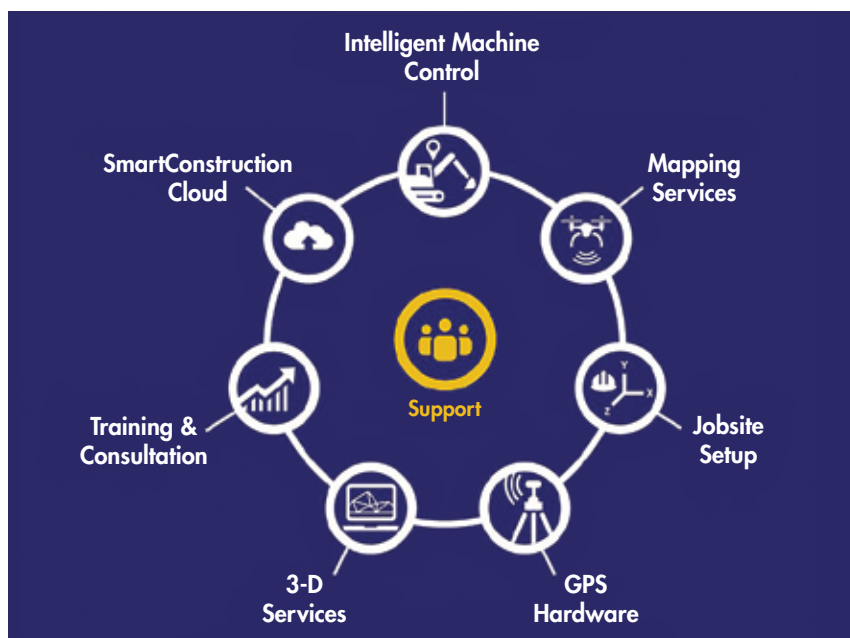 Intelligent Machine
Control
SmartConstruction
Cloud
Mapping
Services
Y
X
Z
Support
Training &
Consultation
Jobsite
Setup
3-D
Services
GPS
Hardware